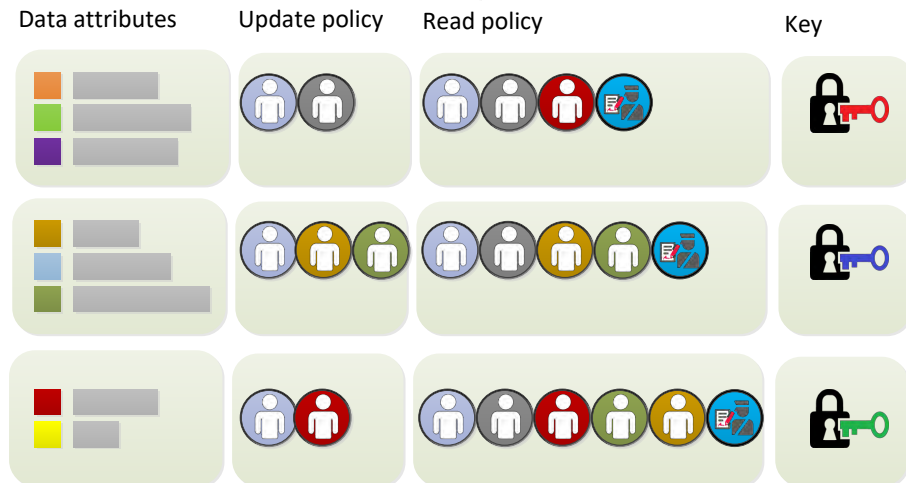 Data attributes
Update policy
Read policy
Key